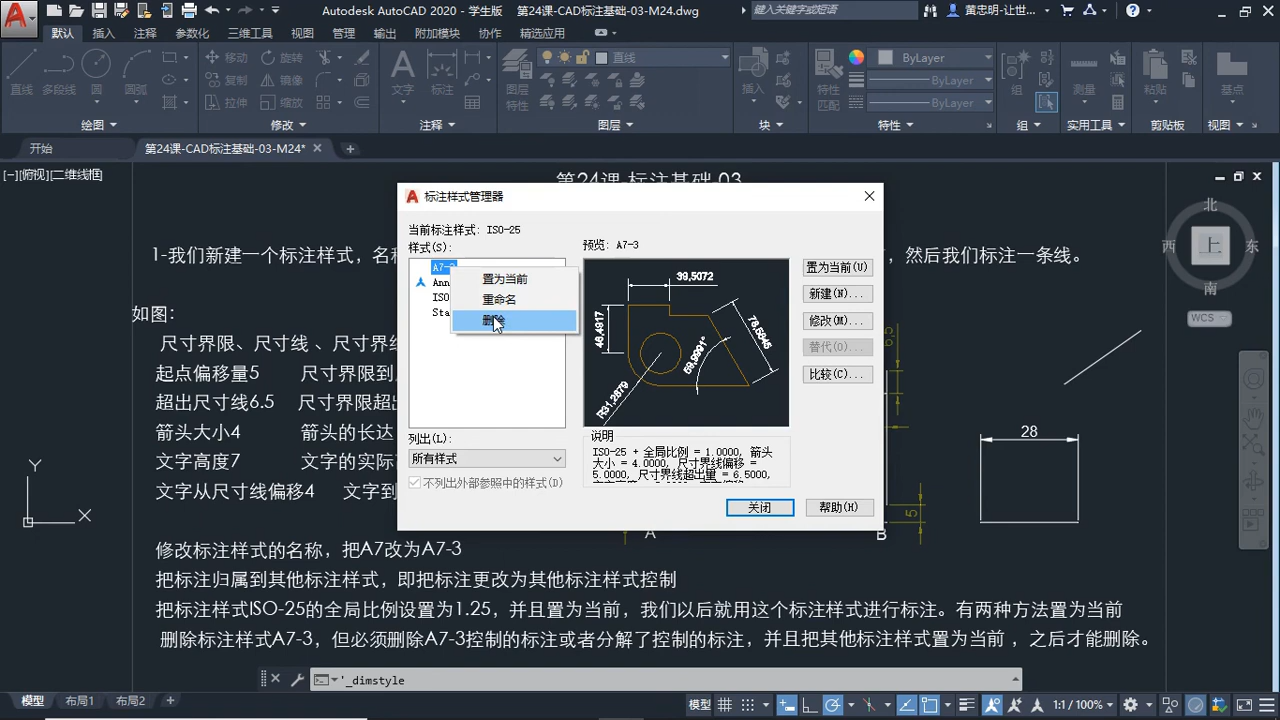 Autodesk AutoCAD 2020 - 学生版 第24课-CAD标注基础-03-M24.dwg
键入关键字或短语
黄忠明-让世...
默认 插入 注释 参数化 三维工具 视图 管理 输出 附加模块 协作 精选应用
直线 多段线 圆 圆弧
移动 旋转
复制 镜像
拉伸 缩放
文字 标注
图层特性
直线
插入
特性匹配
ByLayer
ByLayer
ByLayer
组
测量
粘贴
基点
绘图 修改 注释 图层 块 特性 组 实用工具 剪贴板 视图
开始 第24课-CAD标注基础-03-M24*
[-][俯视][二维线框]
第24课-标注基础-03
北
西 上 东
南
WCS
1-我们新建一个标注样式，名
，然后我们标注一条线。
如图：
尺寸界限、尺寸线 、尺寸界
起点偏移量5 尺寸界限到
超出尺寸线6.5 尺寸界限超
箭头大小4 箭头的长
文字高度7 文字的实际
文字从尺寸线偏移4 文字到
修改标注样式的名称，把A7改为A7-3
把标注归属到其他标注样式，即把标注更改为其他标注样式控制
把标注样式ISO-25的全局比例设置为1.25，并且置为当前，我们以后就用这个标注样式进行标注。有两种方法置为当前
删除标注样式A7-3，但必须删除A7-3控制的标注或者分解了控制的标注，并且把其他标注样式置为当前 ，之后才能删除。
标注样式管理器
当前标注样式: ISO-25
样式(S):
A7-3
Ann
ISO
Sta
置为当前
重命名
删除
预览: A7-3
39,5072
46,4917
78,5845
59,9991°
R31,2879
置为当前(U)
新建(N)...
修改(M)...
替代(O)...
比较(C)...
列出(L):
所有样式
不列出外部参照中的样式(D)
说明
ISO-25 + 全局比例 = 1.0000, 箭头
大小 = 4.0000, 尺寸界线偏移 =
5.0000, 尺寸界线超出量 = 6.5000,
关闭
帮助(H)
6.5
5
A
B
28
Y
X
'_dimstyle
模型 布局1 布局2
模型
1:1 / 100%